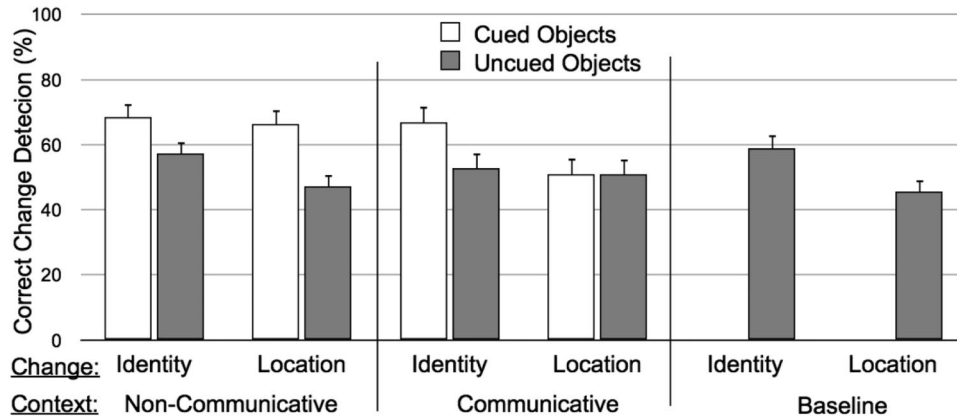 Correct Change Detecion (%)
100
80
60
40
20
0
Cued Objects
Uncued Objects
Change: Identity Location Identity Location Identity Location
Context: Non-Communicative Communicative Baseline